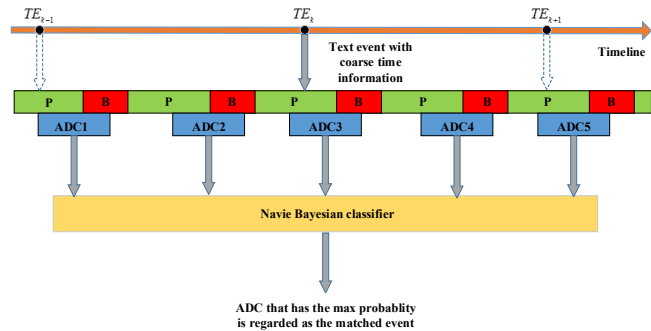 TEk-1 TEk TEk+1
Timeline
Text event with
coarse time
information
P B P B P B P B P B
ADC1 ADC2 ADC3 ADC4 ADC5
Navie Bayesian classifier
ADC that has the max probablity
is regarded as the matched event